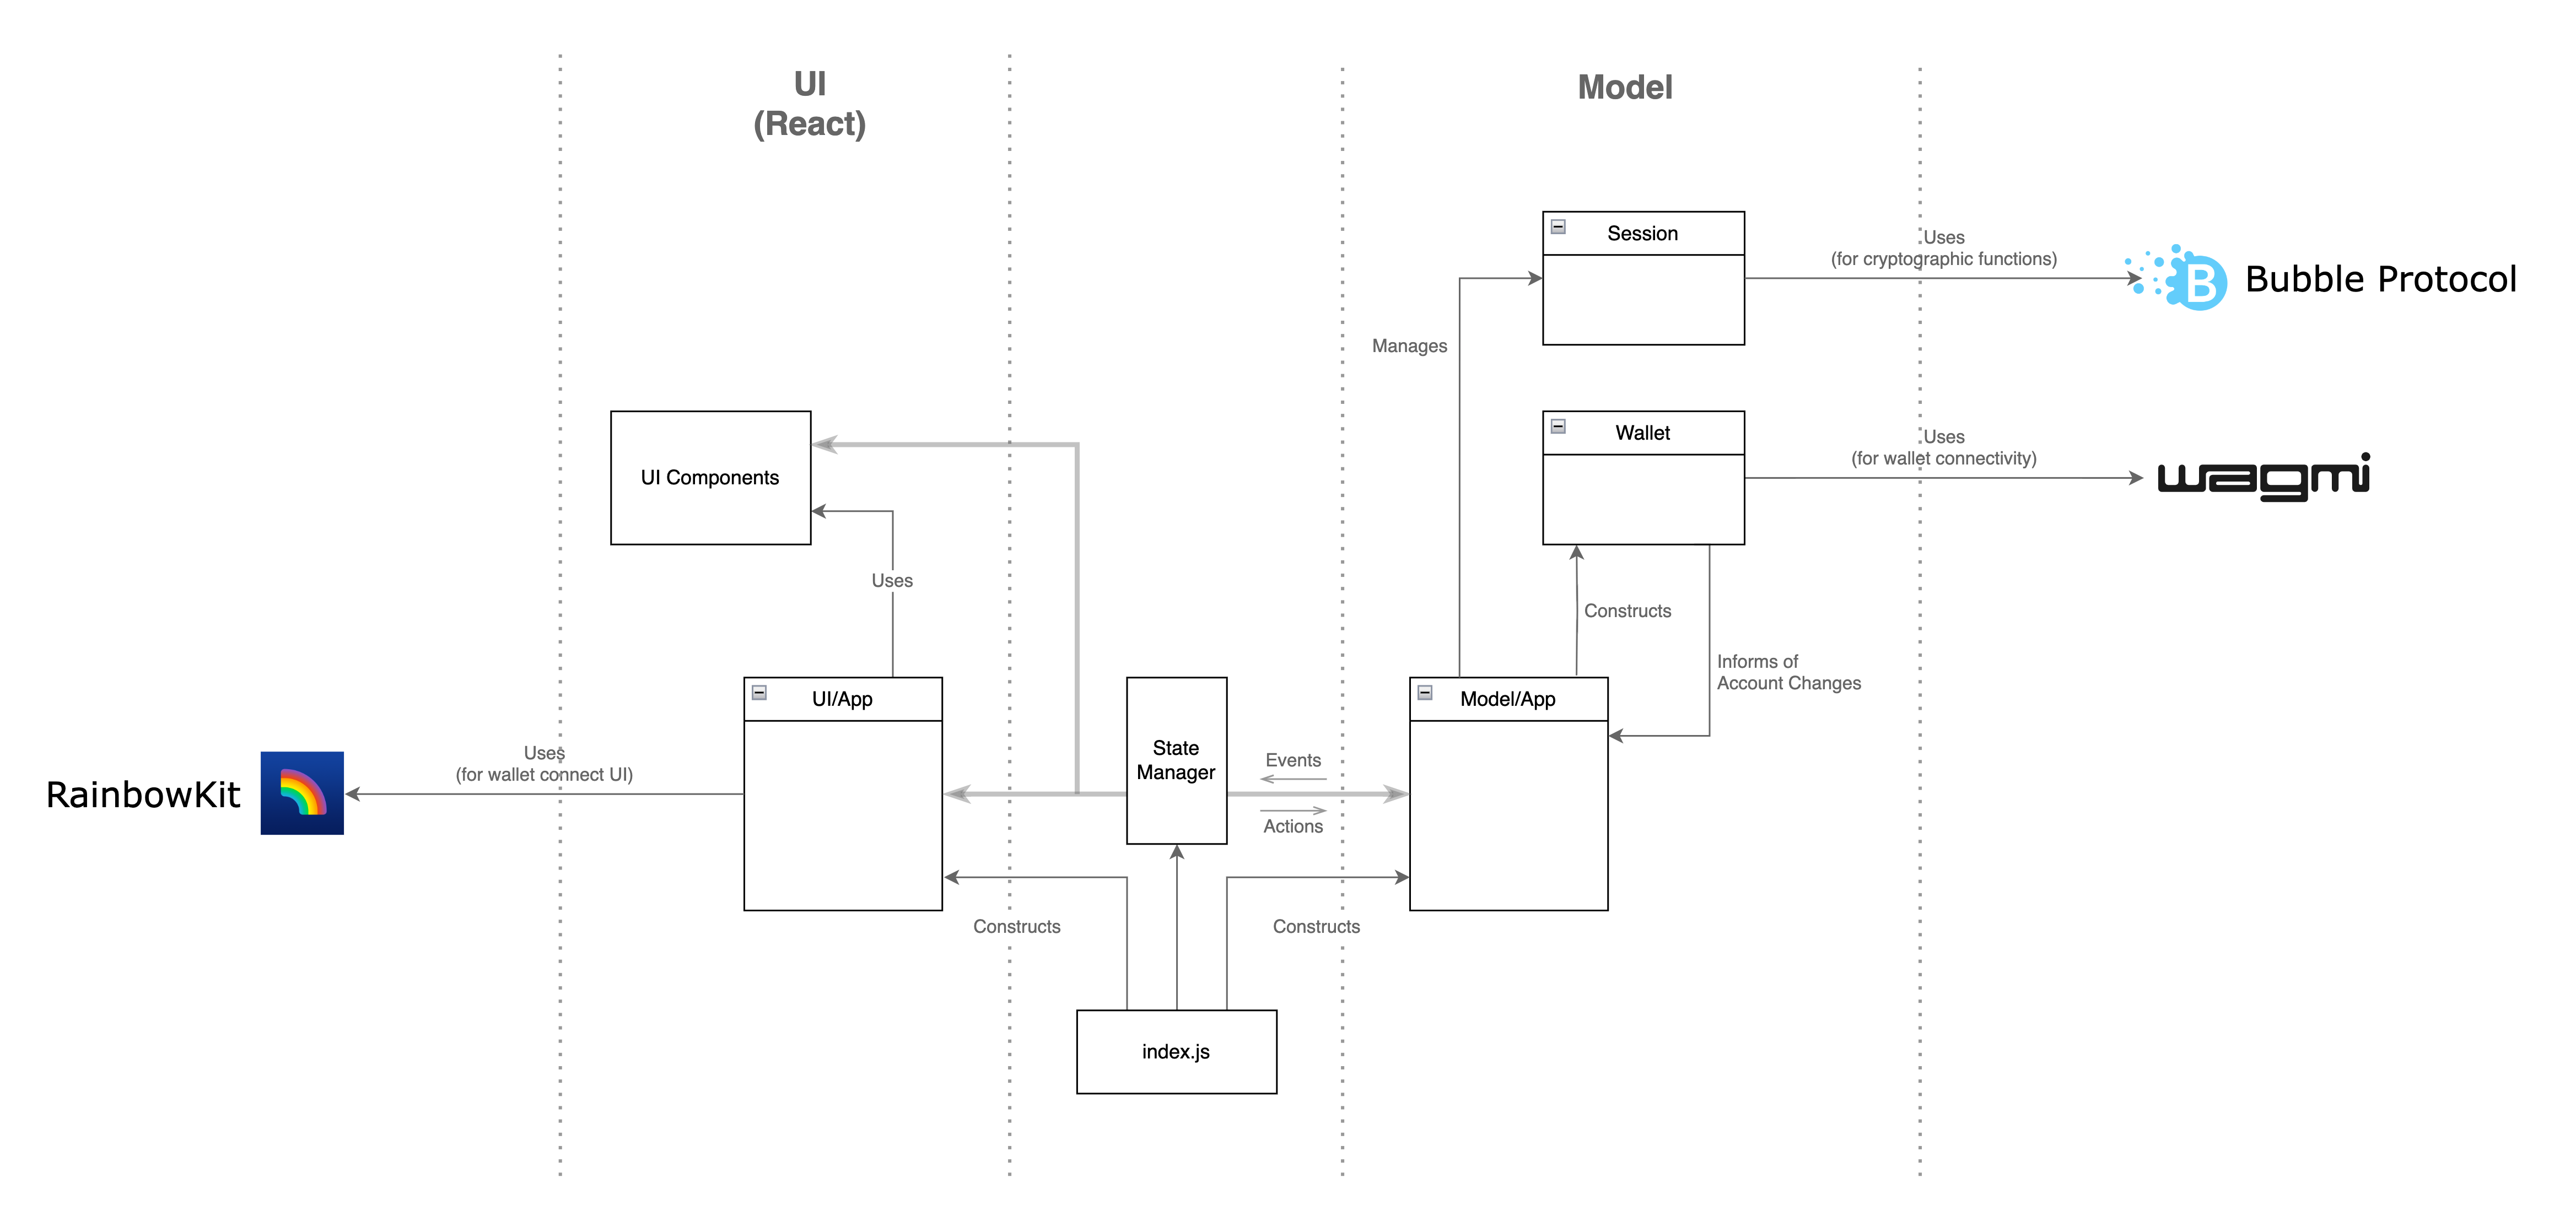 UI
(React)
Model
Session
Uses
(for cryptographic functions)
B
Bubble Protocol
Manages
Wallet
Uses
(for wallet connectivity)
wagmi
UI Components
Uses
Constructs
Informs of
Account Changes
UI/App
State
Manager
Events
Actions
Model/App
RainbowKit
Uses
(for wallet connect UI)
Constructs
Constructs
index.js